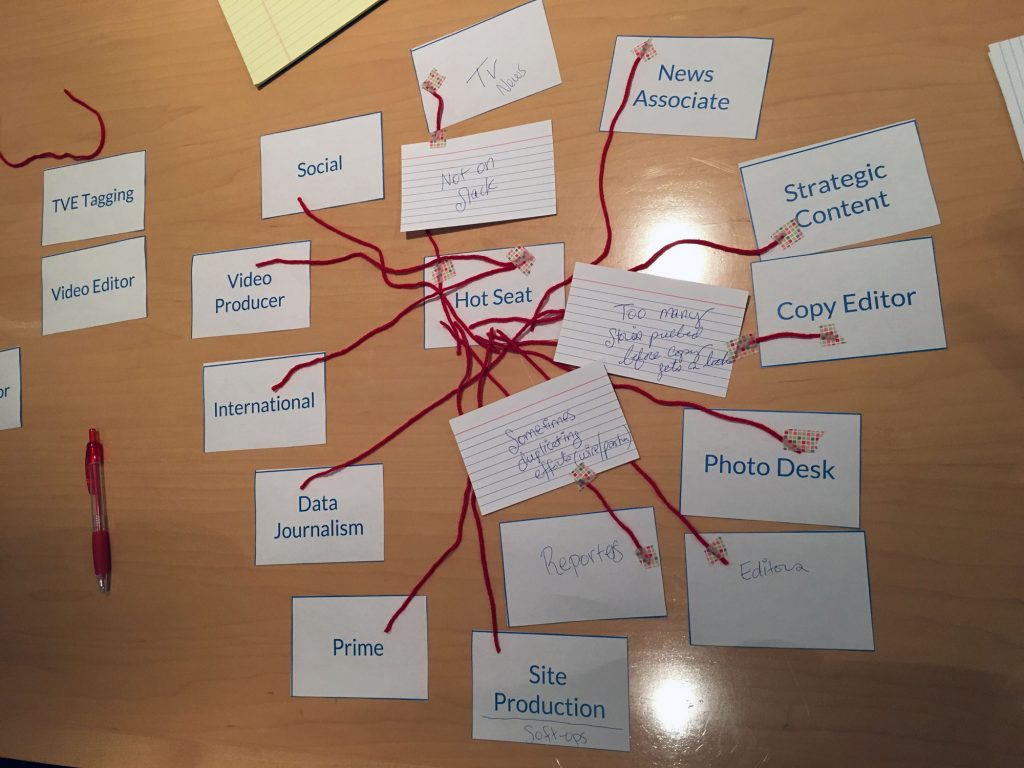 TV
News
News
Associate
Social
Not on
Slack
Strategic
Content
TVE Tagging
Video Editor
Video
Producer
Hot Seat
Copy Editor
Too many
stories pushed
before copy
gets a look
International
or
Sometimes
duplicating
efforts (wire/partner)
Photo Desk
Data
Journalism
Reporters
Editors
Prime
Site
Production
Soft-ops